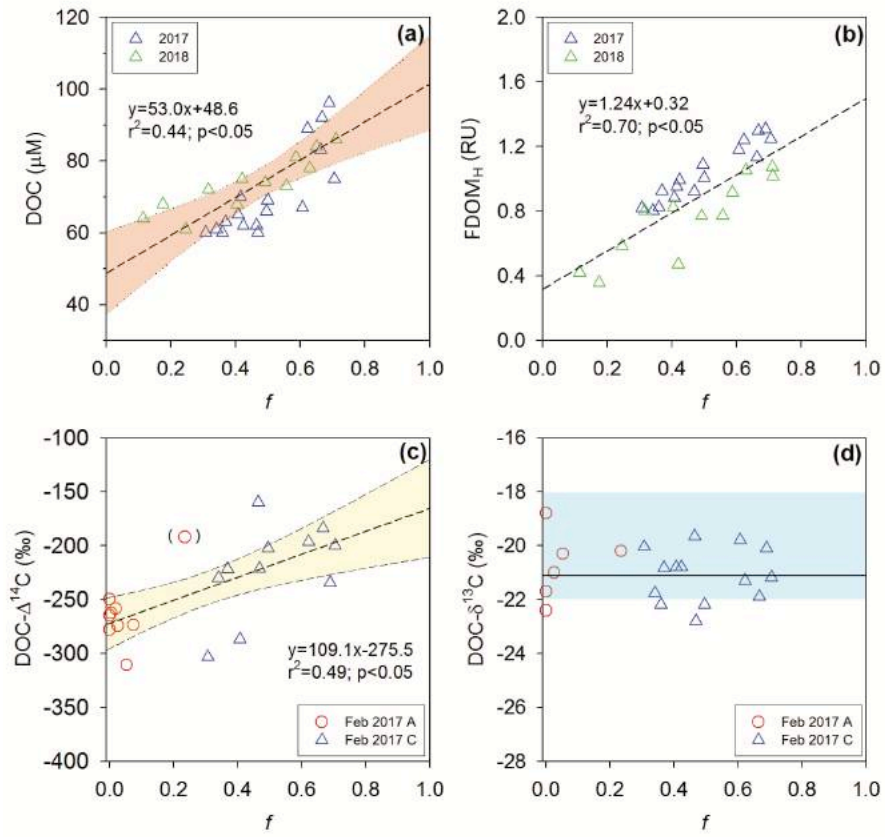 (a)
2017
2018
y=53.0x+48.6
r²=0.44; p<0.05
DOC (μM)
120
100
80
60
40
0.0 0.2 0.4 0.6 0.8 1.0
f
(b)
2017
2018
y=1.24x+0.32
r²=0.70; p<0.05
FDOM_H (RU)
2.0
1.6
1.2
0.8
0.4
0.0
0.0 0.2 0.4 0.6 0.8 1.0
f
(c)
( )
y=109.1x-275.5
r²=0.49; p<0.05
Feb 2017 A
Feb 2017 C
DOC-Δ¹⁴C (‰)
-100
-150
-200
-250
-300
-350
-400
0.0 0.2 0.4 0.6 0.8 1.0
f
(d)
Feb 2017 A
Feb 2017 C
DOC-δ¹³C (‰)
-16
-18
-20
-22
-24
-26
-28
0.0 0.2 0.4 0.6 0.8 1.0
f